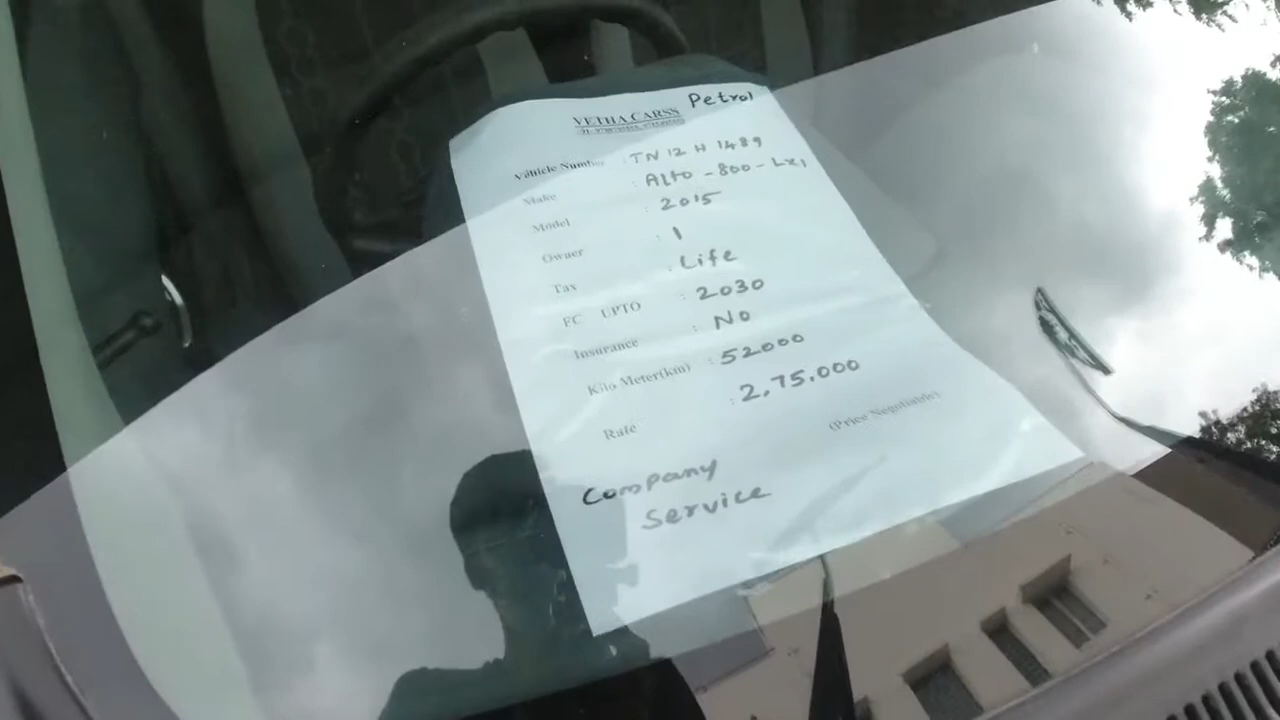 Petrol
VETHA CARSS
Vehicle Number : TN 12 H 1489
Make : Alto - 800 - Lxi
Model : 2015
Owner : 1
Tax : Life
FC UPTO : 2030
Insurance : No
Kilo Meter(km) : 52000
Rate : 2,75,000
(Price Negotiable)
Company
Service